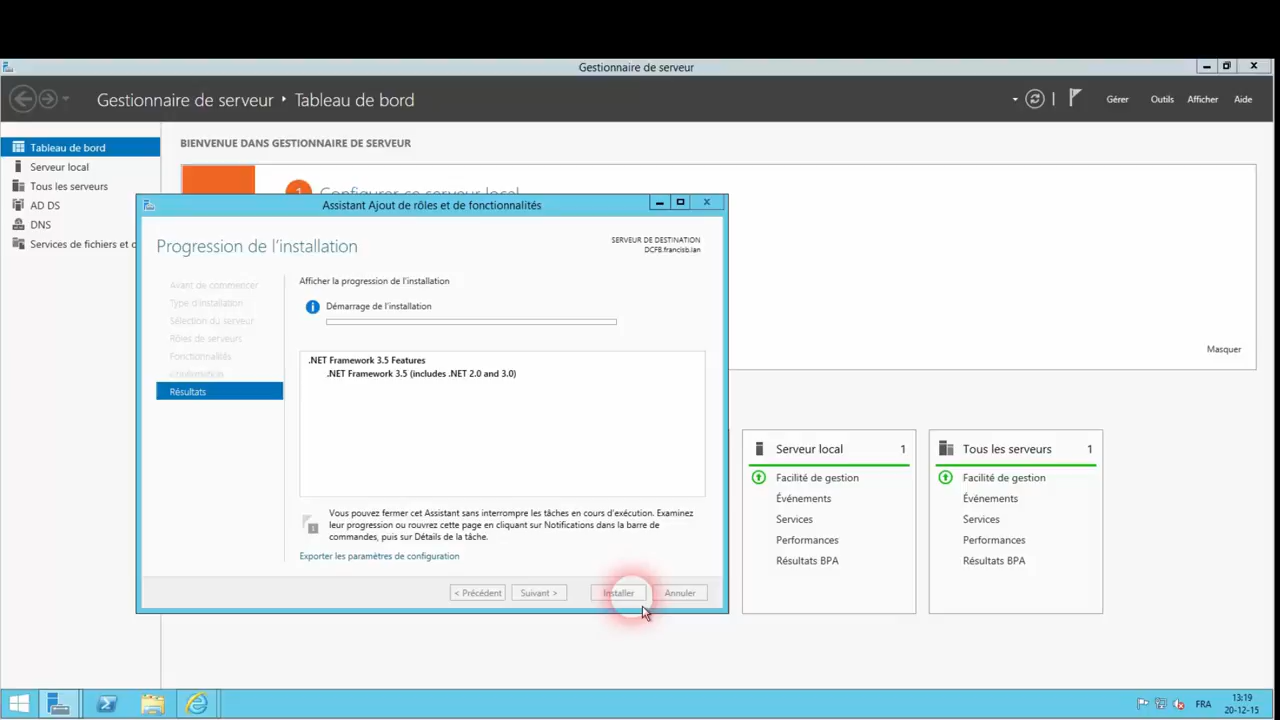 Gestionnaire de serveur
Gestionnaire de serveur ‣ Tableau de bord
Gérer Outils Afficher Aide
Tableau de bord
Serveur local
Tous les serveurs
AD DS
DNS
Services de fichiers et
BIENVENUE DANS GESTIONNAIRE DE SERVEUR
1 Configurer ce serveur local
Assistant Ajout de rôles et de fonctionnalités
Progression de l'installation
SERVEUR DE DESTINATION
DCFB.francisb.lan
Avant de commencer
Type d'installation
Sélection du serveur
Rôles de serveurs
Fonctionnalités
Confirmation
Résultats
Afficher la progression de l'installation
Démarrage de l'installation
.NET Framework 3.5 Features
.NET Framework 3.5 (includes .NET 2.0 and 3.0)
1
Vous pouvez fermer cet Assistant sans interrompre les tâches en cours d'exécution. Examinez
leur progression ou rouvrez cette page en cliquant sur Notifications dans la barre de
commandes, puis sur Détails de la tâche.
Exporter les paramètres de configuration
< Précédent Suivant > Installer Annuler
Masquer
Serveur local 1
Facilité de gestion
Événements
Services
Performances
Résultats BPA
Tous les serveurs 1
Facilité de gestion
Événements
Services
Performances
Résultats BPA
FRA
13:19
20-12-15